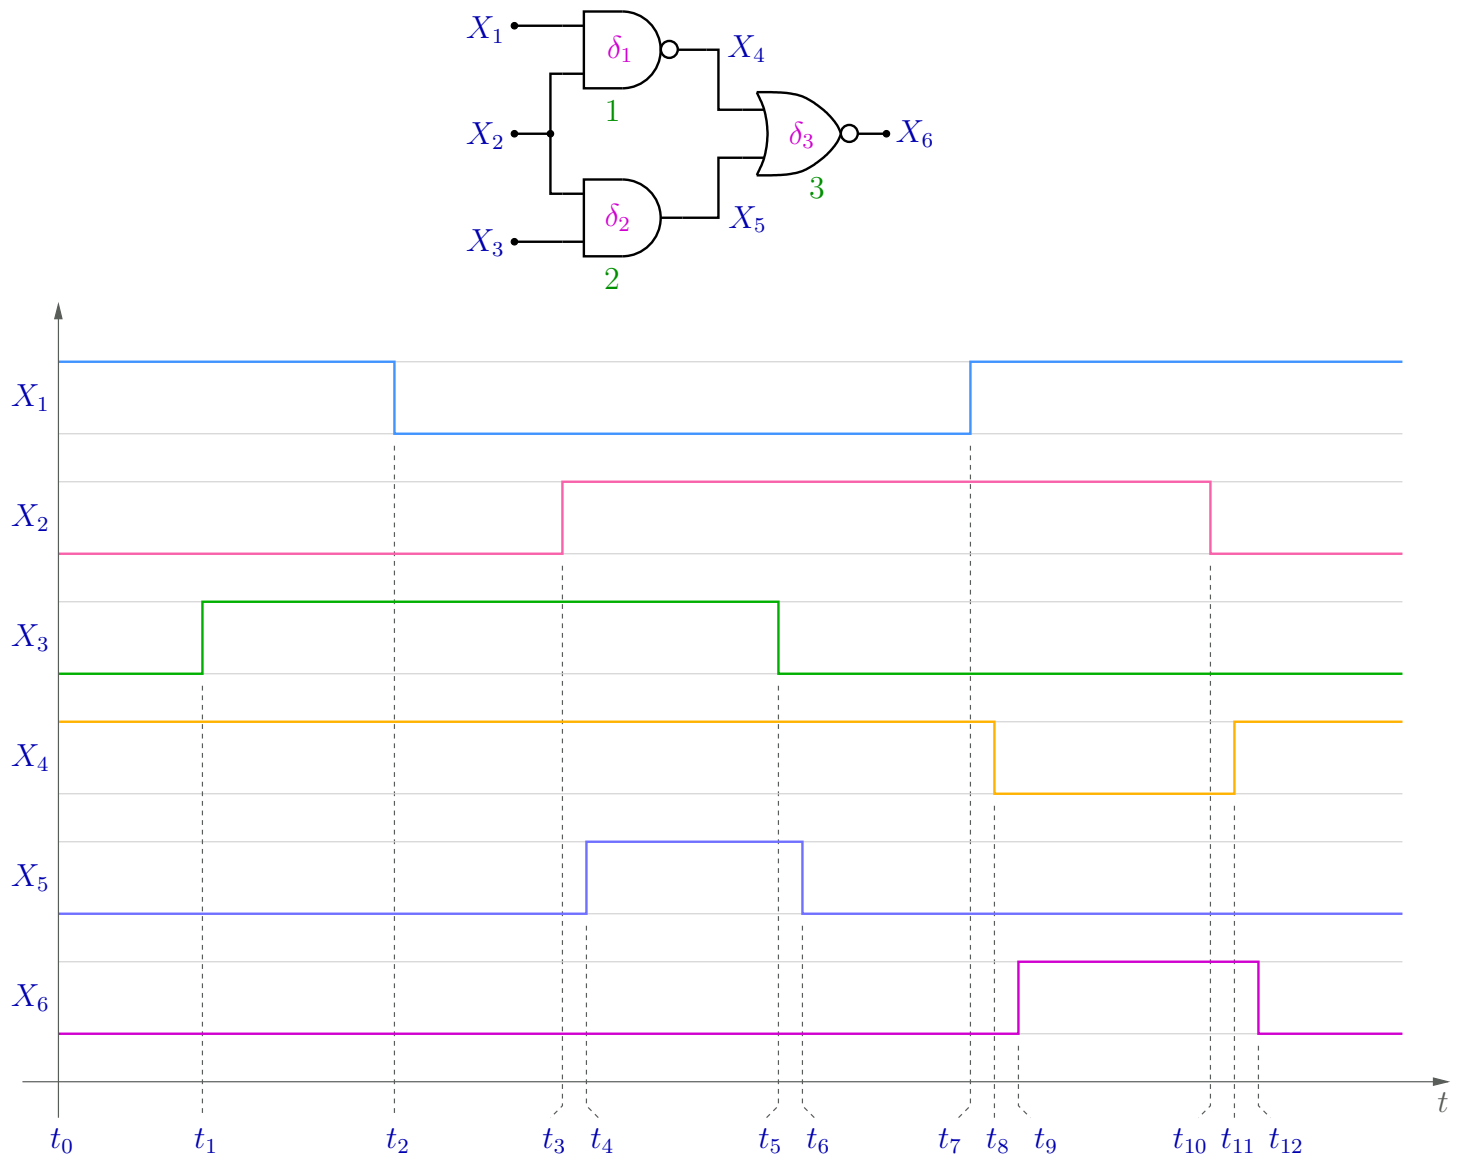 X₁ δ₁ X₄
1
X₂ δ₃ X₆
3
δ₂ X₅
X₃
2
X₁
X₂
X₃
X₄
X₅
X₆
t
t₀ t₁ t₂ t₃ t₄ t₅ t₆ t₇ t₈ t₉ t₁₀ t₁₁ t₁₂